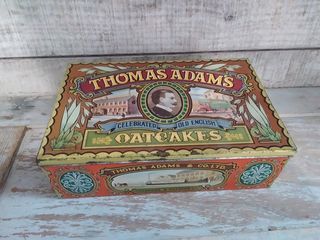 THOMAS ADAMS
CELEBRATED OLD ENGLISH
OATCAKES
THOMAS ADAMS & CO. LTD.